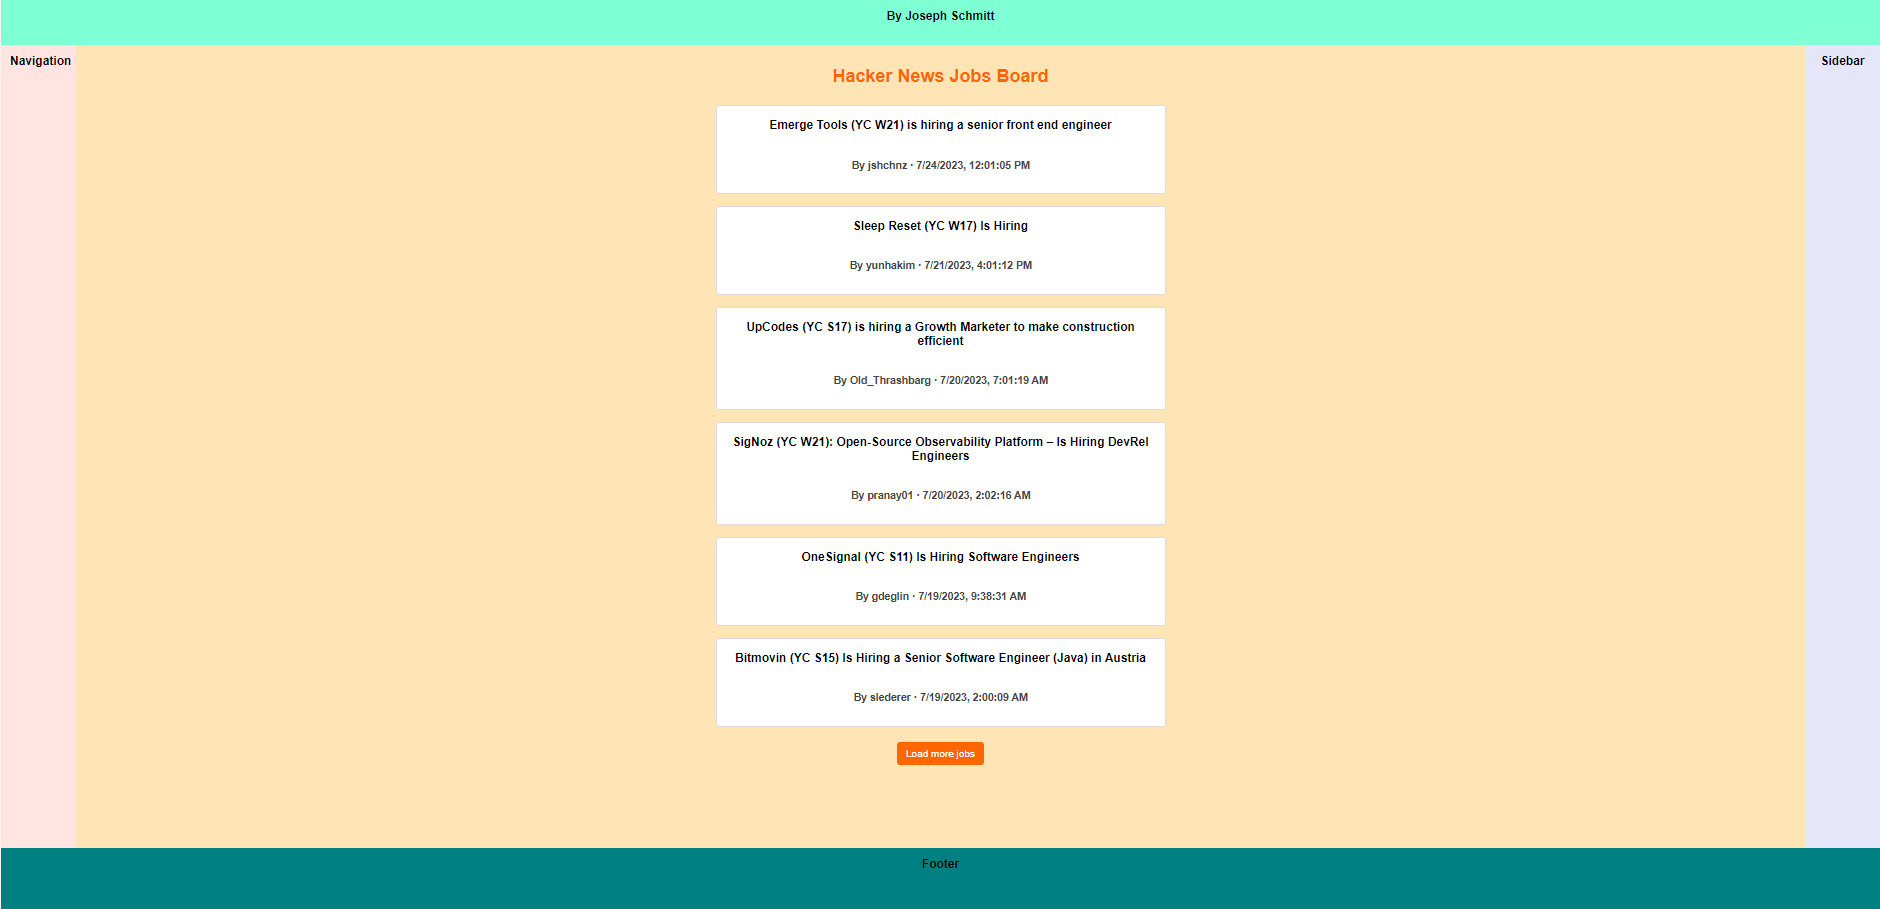 By Joseph Schmitt
Navigation
Hacker News Jobs Board
Sidebar
Emerge Tools (YC W21) is hiring a senior front end engineer
By jshchnz · 7/24/2023, 12:01:05 PM
Sleep Reset (YC W17) Is Hiring
By yunhakim · 7/21/2023, 4:01:12 PM
UpCodes (YC S17) is hiring a Growth Marketer to make construction
efficient
By Old_Thrashbarg · 7/20/2023, 7:01:19 AM
SigNoz (YC W21): Open-Source Observability Platform – Is Hiring DevRel
Engineers
By pranay01 · 7/20/2023, 2:02:16 AM
OneSignal (YC S11) Is Hiring Software Engineers
By gdeglin · 7/19/2023, 9:38:31 AM
Bitmovin (YC S15) Is Hiring a Senior Software Engineer (Java) in Austria
By slederer · 7/19/2023, 2:00:09 AM
Load more jobs
Footer